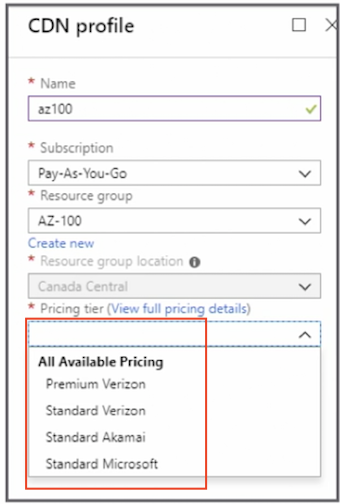 CDN profile
* Name
az100
* Subscription
Pay-As-You-Go
* Resource group
AZ-100
Create new
* Resource group location
Canada Central
* Pricing tier (View full pricing details)
All Available Pricing
Premium Verizon
Standard Verizon
Standard Akamai
Standard Microsoft